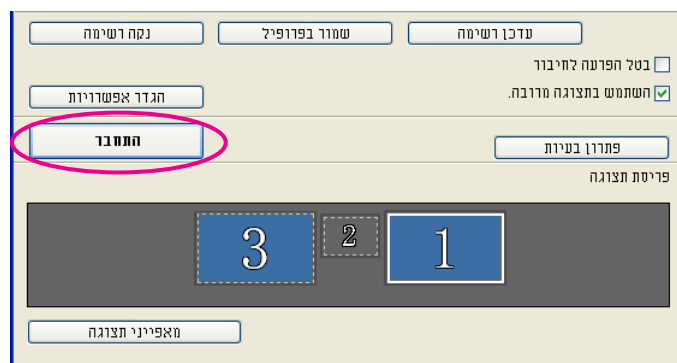 עדכן רשימה שמור בפרופיל נקה רשימה
בטל הפרעה לחיבור
השתמש בתצוגה מרובה. הגדר אפשרויות
התחבר
פתרון בעיות
פריסת תצוגה
1 2 3
מאפייני תצוגה